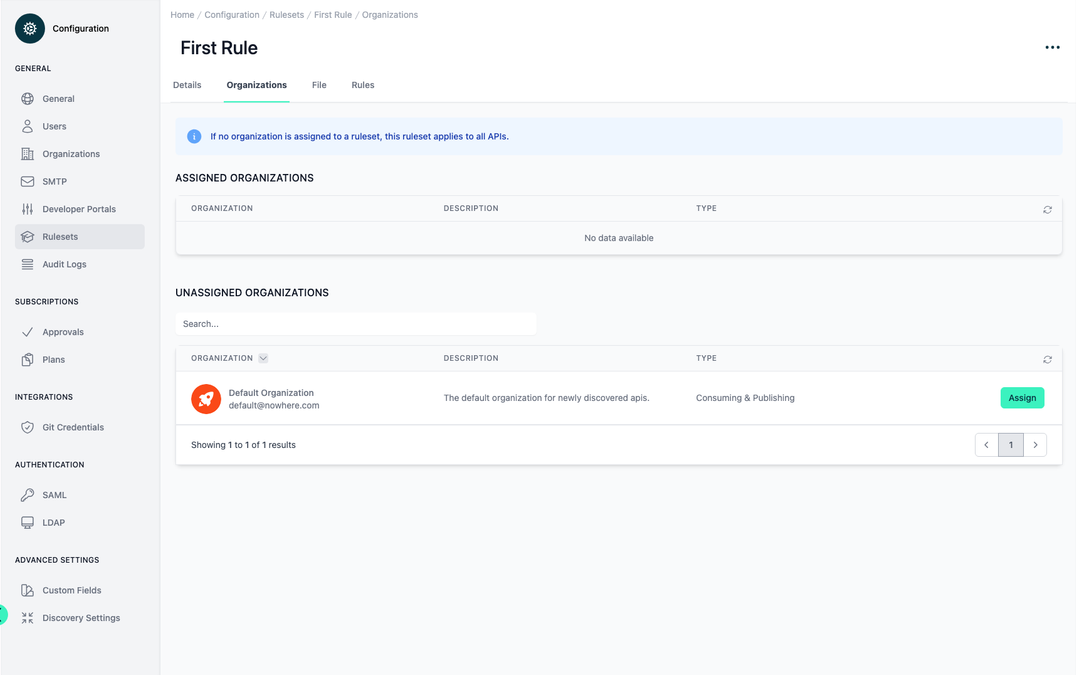 Configuration
GENERAL
General
Users
Organizations
SMTP
Developer Portals
Rulesets
Audit Logs
SUBSCRIPTIONS
Approvals
Plans
INTEGRATIONS
Git Credentials
AUTHENTICATION
SAML
LDAP
ADVANCED SETTINGS
Custom Fields
Discovery Settings
Home / Configuration / Rulesets / First Rule / Organizations
First Rule
Details Organizations File Rules
If no organization is assigned to a ruleset, this ruleset applies to all APIs.
ASSIGNED ORGANIZATIONS
ORGANIZATION DESCRIPTION TYPE
No data available
UNASSIGNED ORGANIZATIONS
Search...
ORGANIZATION DESCRIPTION TYPE
Default Organization
default@nowhere.com
The default organization for newly discovered apis. Consuming & Publishing Assign
Showing 1 to 1 of 1 results 1